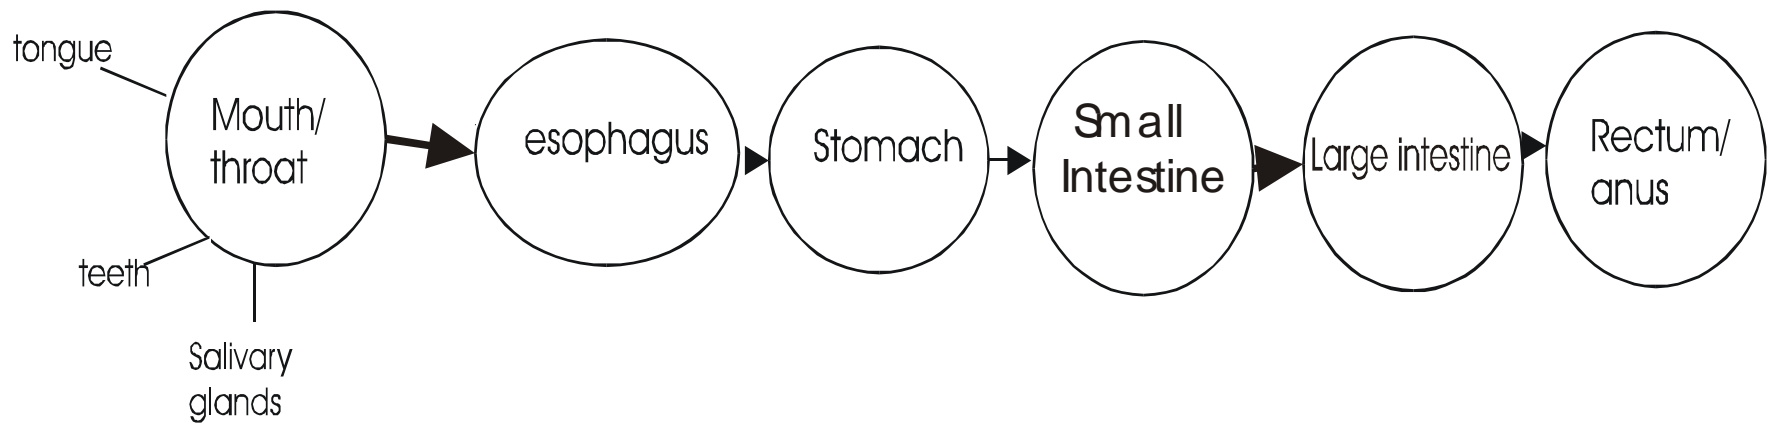 tongue
Mouth/
throat
teeth
Salivary
glands
esophagus
Stomach
Small
Intestine
Large intestine
Rectum/
anus